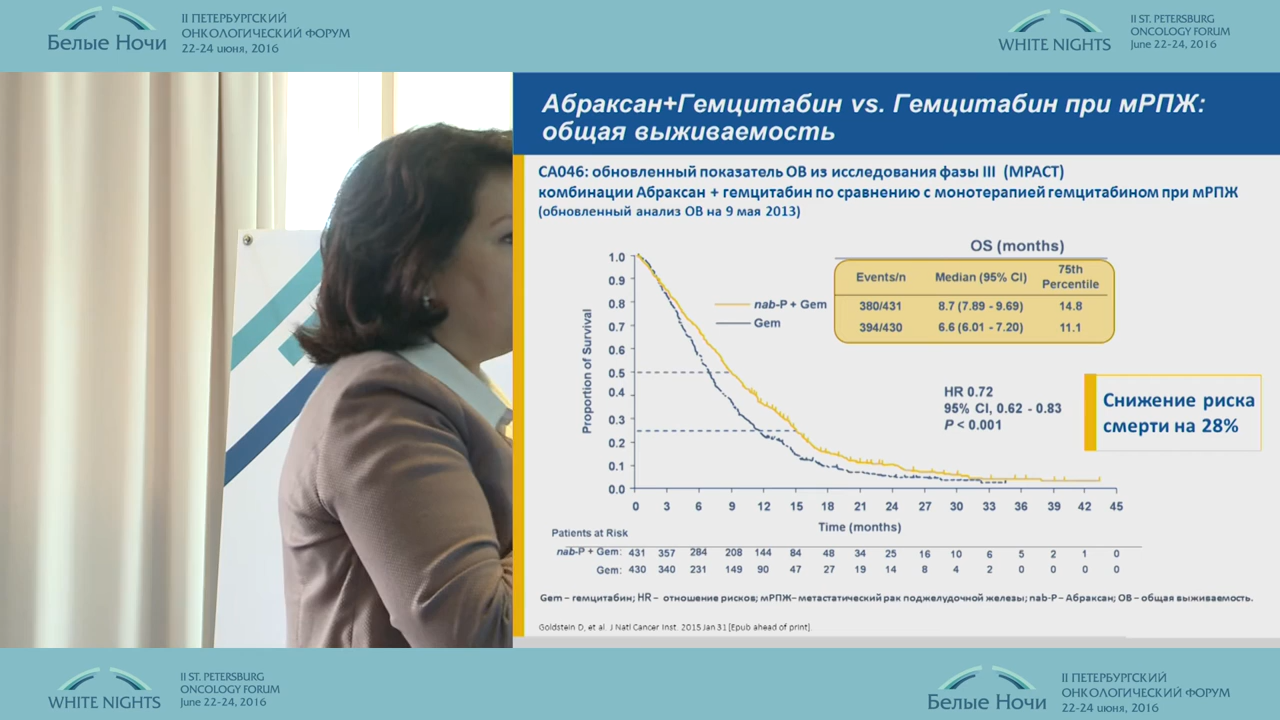 Белые Ночи
II ПЕТЕРБУРГСКИЙ
ОНКОЛОГИЧЕСКИЙ ФОРУМ
22-24 июня, 2016
WHITE NIGHTS
II ST. PETERSBURG
ONCOLOGY FORUM
June 22-24, 2016
Абраксан+Гемцитабин vs. Гемцитабин при мРПЖ:
общая выживаемость
CA046: обновленный показатель ОВ из исследования фазы III (MPACT)
комбинации Абраксан + гемцитабин по сравнению с монотерапией гемцитабином при мРПЖ
(обновленный анализ ОВ на 9 мая 2013)
OS (months)
Events/n Median (95% CI) 75th Percentile
380/431 8.7 (7.89 - 9.69) 14.8
394/430 6.6 (6.01 - 7.20) 11.1
nab-P + Gem
Gem
Proportion of Survival
1.0
0.9
0.8
0.7
0.6
0.5
0.4
0.3
0.2
0.1
0.0
HR 0.72
95% CI, 0.62 - 0.83
P < 0.001
Снижение риска
смерти на 28%
0 3 6 9 12 15 18 21 24 27 30 33 36 39 42 45
Time (months)
Patients at Risk
nab-P + Gem: 431 357 284 208 144 84 48 34 25 16 10 6 5 2 1 0
Gem: 430 340 231 149 90 47 27 19 14 8 4 2 0 0 0 0
Gem – гемцитабин; HR – отношение рисков; мРПЖ– метастатический рак поджелудочной железы; nab-P – Абраксан; ОВ – общая выживаемость.
Goldstein D, et al. J Natl Cancer Inst. 2015 Jan 31 [Epub ahead of print].
WHITE NIGHTS
II ST. PETERSBURG
ONCOLOGY FORUM
June 22-24, 2016
Белые Ночи
II ПЕТЕРБУРГСКИЙ
ОНКОЛОГИЧЕСКИЙ ФОРУМ
22-24 июня, 2016